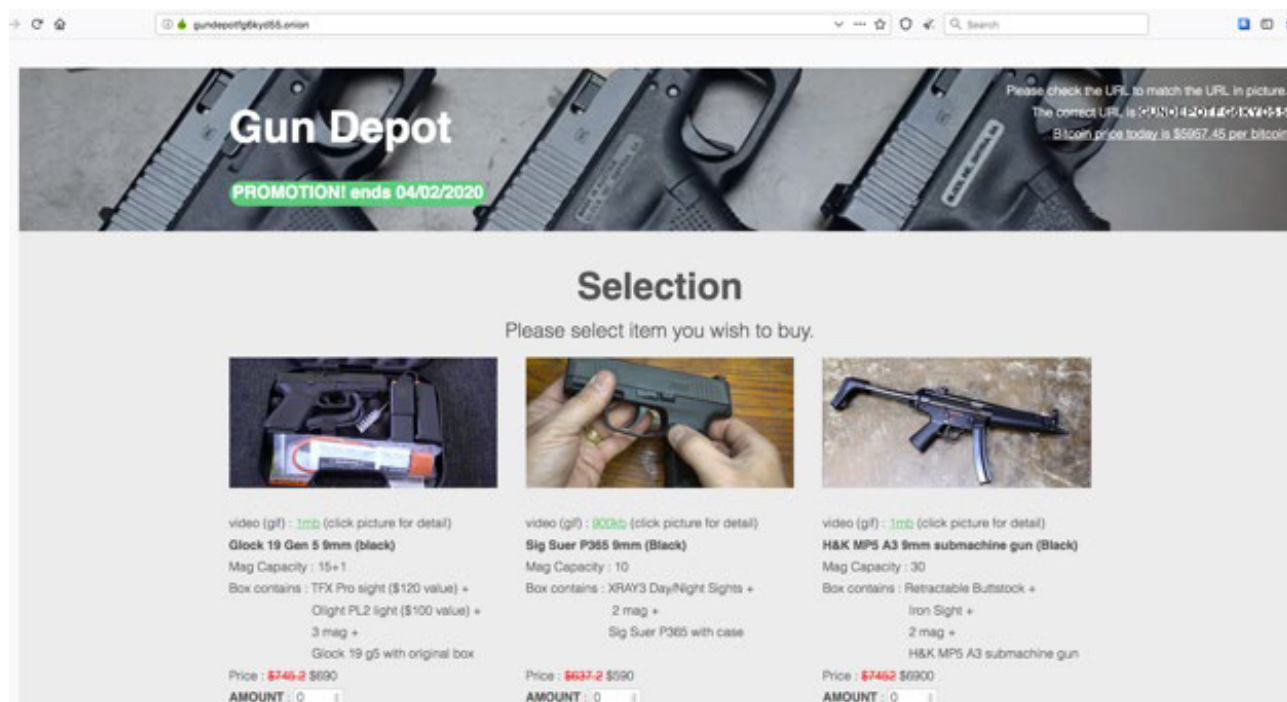 gundepotfg6kyd55.onion
Search
Please check the URL to match the URL in picture.
The correct URL is GUNDEPOTFG6KYD55
Bitcoin price today is $5957.45 per bitcoin
Gun Depot
PROMOTION! ends 04/02/2020
Selection
Please select item you wish to buy.
video (gif) : 1mb (click picture for detail)
Glock 19 Gen 5 9mm (black)
Mag Capacity : 15+1
Box contains : TFX Pro sight ($120 value) +
Olight PL2 light ($100 value) +
3 mag +
Glock 19 g5 with original box
Price : $745.2 $690
AMOUNT : 0
video (gif) : 900kb (click picture for detail)
Sig Suer P365 9mm (Black)
Mag Capacity : 10
Box contains : XRAY3 Day/Night Sights +
2 mag +
Sig Suer P365 with case
Price : $637.2 $590
AMOUNT : 0
video (gif) : 1mb (click picture for detail)
H&K MP5 A3 9mm submachine gun (Black)
Mag Capacity : 30
Box contains : Retractable Buttstock +
Iron Sight +
2 mag +
H&K MP5 A3 submachine gun
Price : $7452 $6900
AMOUNT : 0